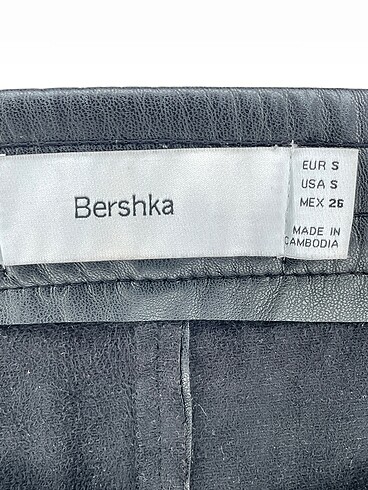 Bershka
EUR S
USA S
MEX 26
MADE IN
CAMBODIA